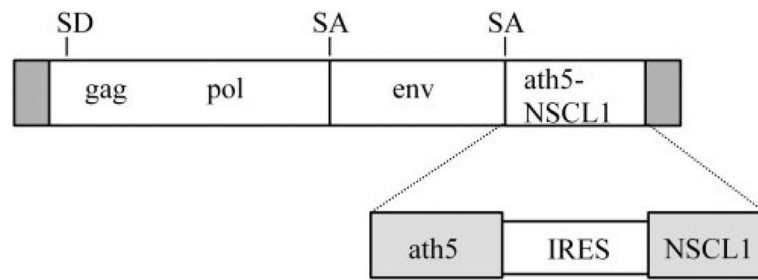 SD SA SA
gag pol env ath5-
NSCL1
ath5 IRES NSCL1